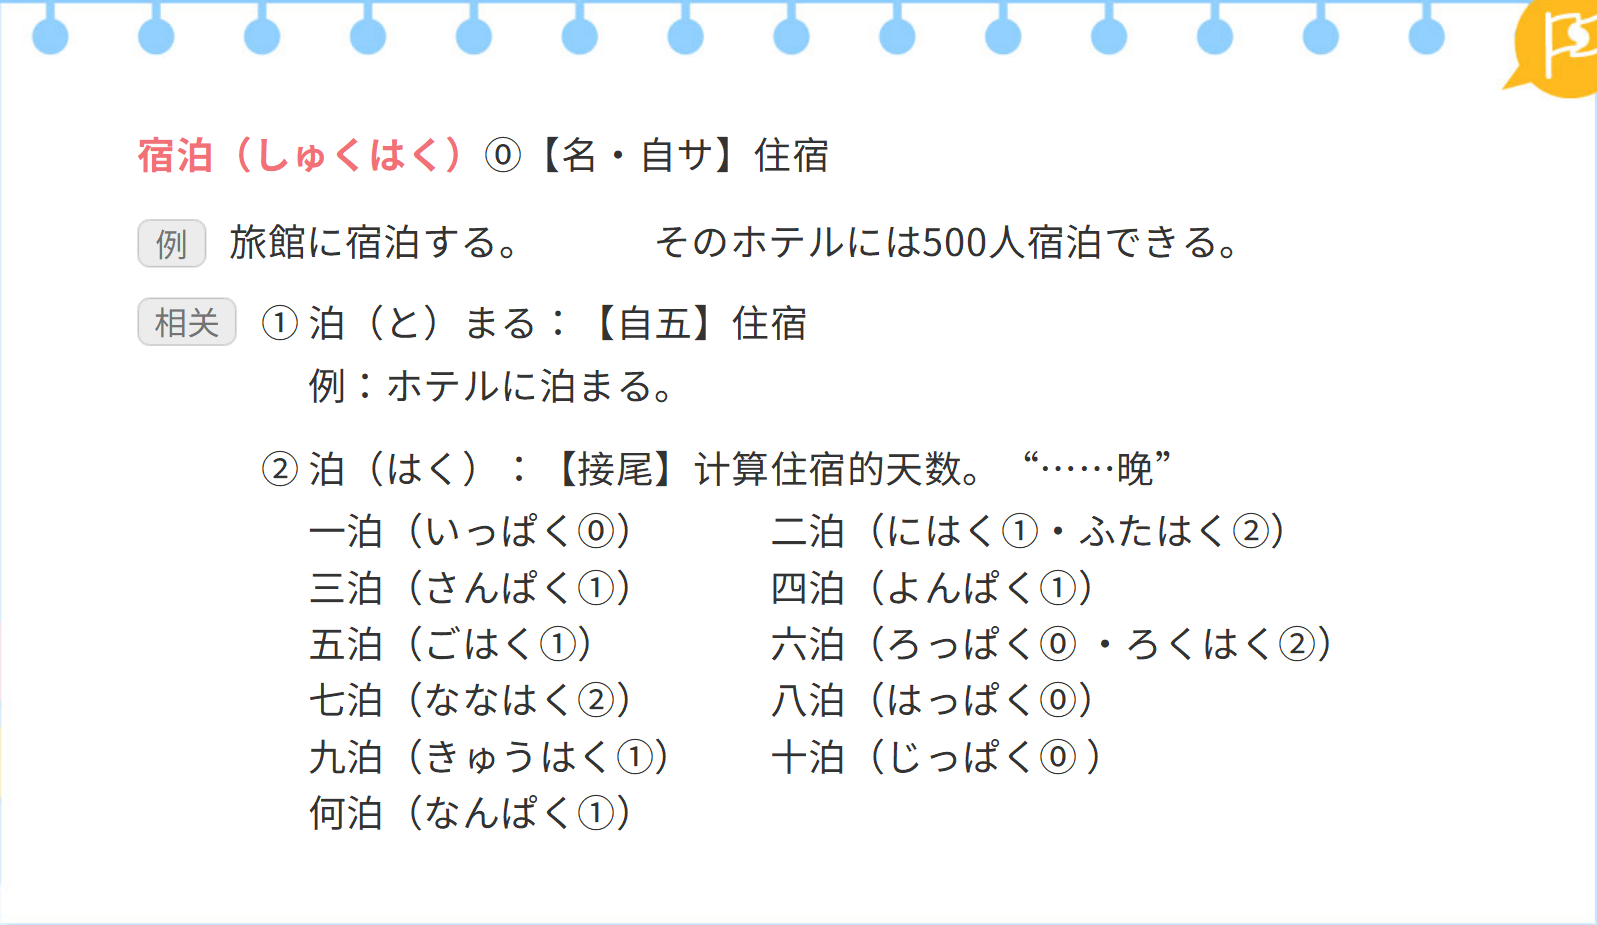 宿泊（しゅくはく）⓪【名・自サ】住宿
例 旅館に宿泊する。 そのホテルには500人宿泊できる。
相关 ① 泊（と）まる：【自五】住宿
例：ホテルに泊まる。
② 泊（はく）：【接尾】计算住宿的天数。“……晚”
一泊（いっぱく⓪） 二泊（にはく①・ふたはく②）
三泊（さんぱく①） 四泊（よんぱく①）
五泊（ごはく①） 六泊（ろっぱく⓪ ・ろくはく②）
七泊（ななはく②） 八泊（はっぱく⓪）
九泊（きゅうはく①） 十泊（じっぱく⓪ ）
何泊（なんぱく①）